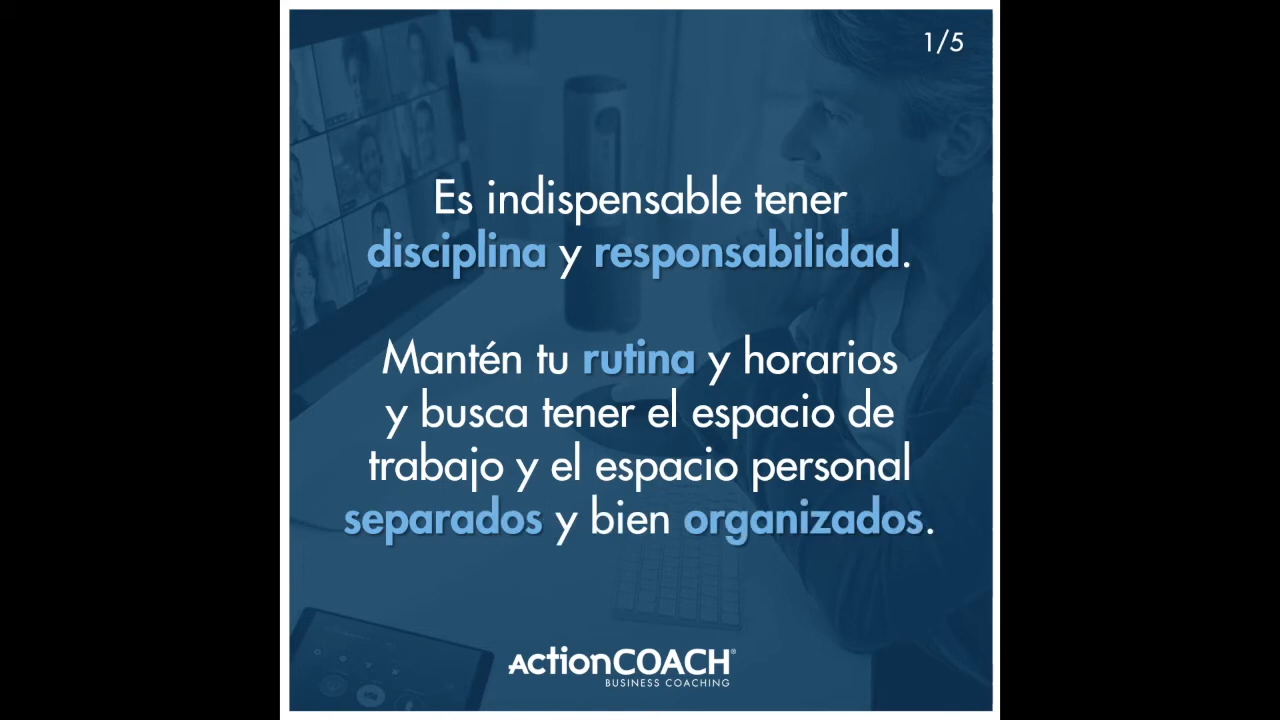 1/5
Es indispensable tener
disciplina y responsabilidad.
Mantén tu rutina y horarios
y busca tener el espacio de
trabajo y el espacio personal
separados y bien organizados.
ActionCOACH®
BUSINESS COACHING